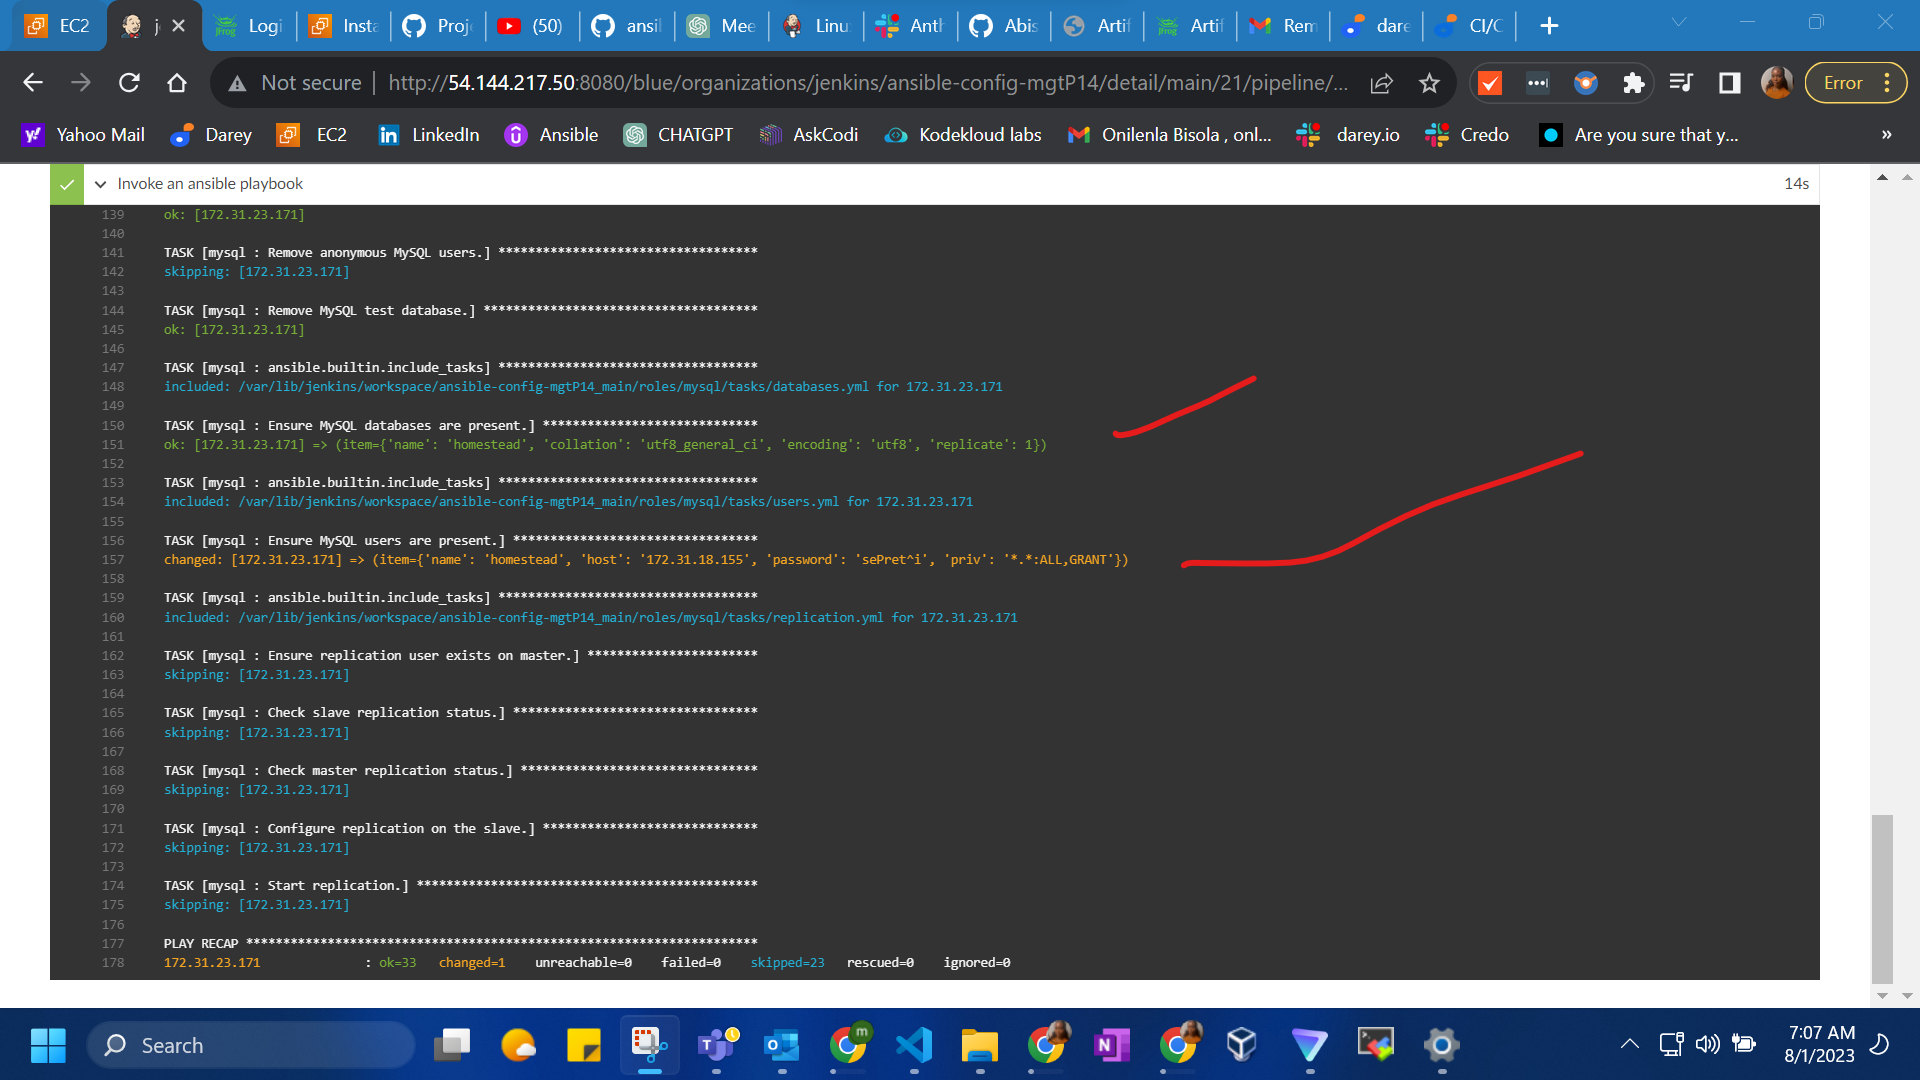 EC2
j
Logi
Insta
Proje
(50)
ansil
Mee
Linu
Anth
Abis
Artif
Artif
Rem
dare
CI/C
Not secure
http://54.144.217.50:8080/blue/organizations/jenkins/ansible-config-mgtP14/detail/main/21/pipeline/...
Error
Yahoo Mail
Darey
EC2
LinkedIn
Ansible
CHATGPT
AskCodi
Kodekloud labs
Onilenla Bisola , onl...
darey.io
Credo
Are you sure that y...
»
Invoke an ansible playbook
14s
139 ok: [172.31.23.171]
140
141 TASK [mysql : Remove anonymous MySQL users.] ***********************************
142 skipping: [172.31.23.171]
143
144 TASK [mysql : Remove MySQL test database.] *************************************
145 ok: [172.31.23.171]
146
147 TASK [mysql : ansible.builtin.include_tasks] ***********************************
148 included: /var/lib/jenkins/workspace/ansible-config-mgtP14_main/roles/mysql/tasks/databases.yml for 172.31.23.171
149
150 TASK [mysql : Ensure MySQL databases are present.] *****************************
151 ok: [172.31.23.171] => (item={'name': 'homestead', 'collation': 'utf8_general_ci', 'encoding': 'utf8', 'replicate': 1})
152
153 TASK [mysql : ansible.builtin.include_tasks] ***********************************
154 included: /var/lib/jenkins/workspace/ansible-config-mgtP14_main/roles/mysql/tasks/users.yml for 172.31.23.171
155
156 TASK [mysql : Ensure MySQL users are present.] *********************************
157 changed: [172.31.23.171] => (item={'name': 'homestead', 'host': '172.31.18.155', 'password': 'sePret^i', 'priv': '*.*:ALL,GRANT'})
158
159 TASK [mysql : ansible.builtin.include_tasks] ***********************************
160 included: /var/lib/jenkins/workspace/ansible-config-mgtP14_main/roles/mysql/tasks/replication.yml for 172.31.23.171
161
162 TASK [mysql : Ensure replication user exists on master.] ***********************
163 skipping: [172.31.23.171]
164
165 TASK [mysql : Check slave replication status.] *********************************
166 skipping: [172.31.23.171]
167
168 TASK [mysql : Check master replication status.] ********************************
169 skipping: [172.31.23.171]
170
171 TASK [mysql : Configure replication on the slave.] *****************************
172 skipping: [172.31.23.171]
173
174 TASK [mysql : Start replication.] **********************************************
175 skipping: [172.31.23.171]
176
177 PLAY RECAP *********************************************************************
178 172.31.23.171 : ok=33 changed=1 unreachable=0 failed=0 skipped=23 rescued=0 ignored=0
Search
7:07 AM
8/1/2023